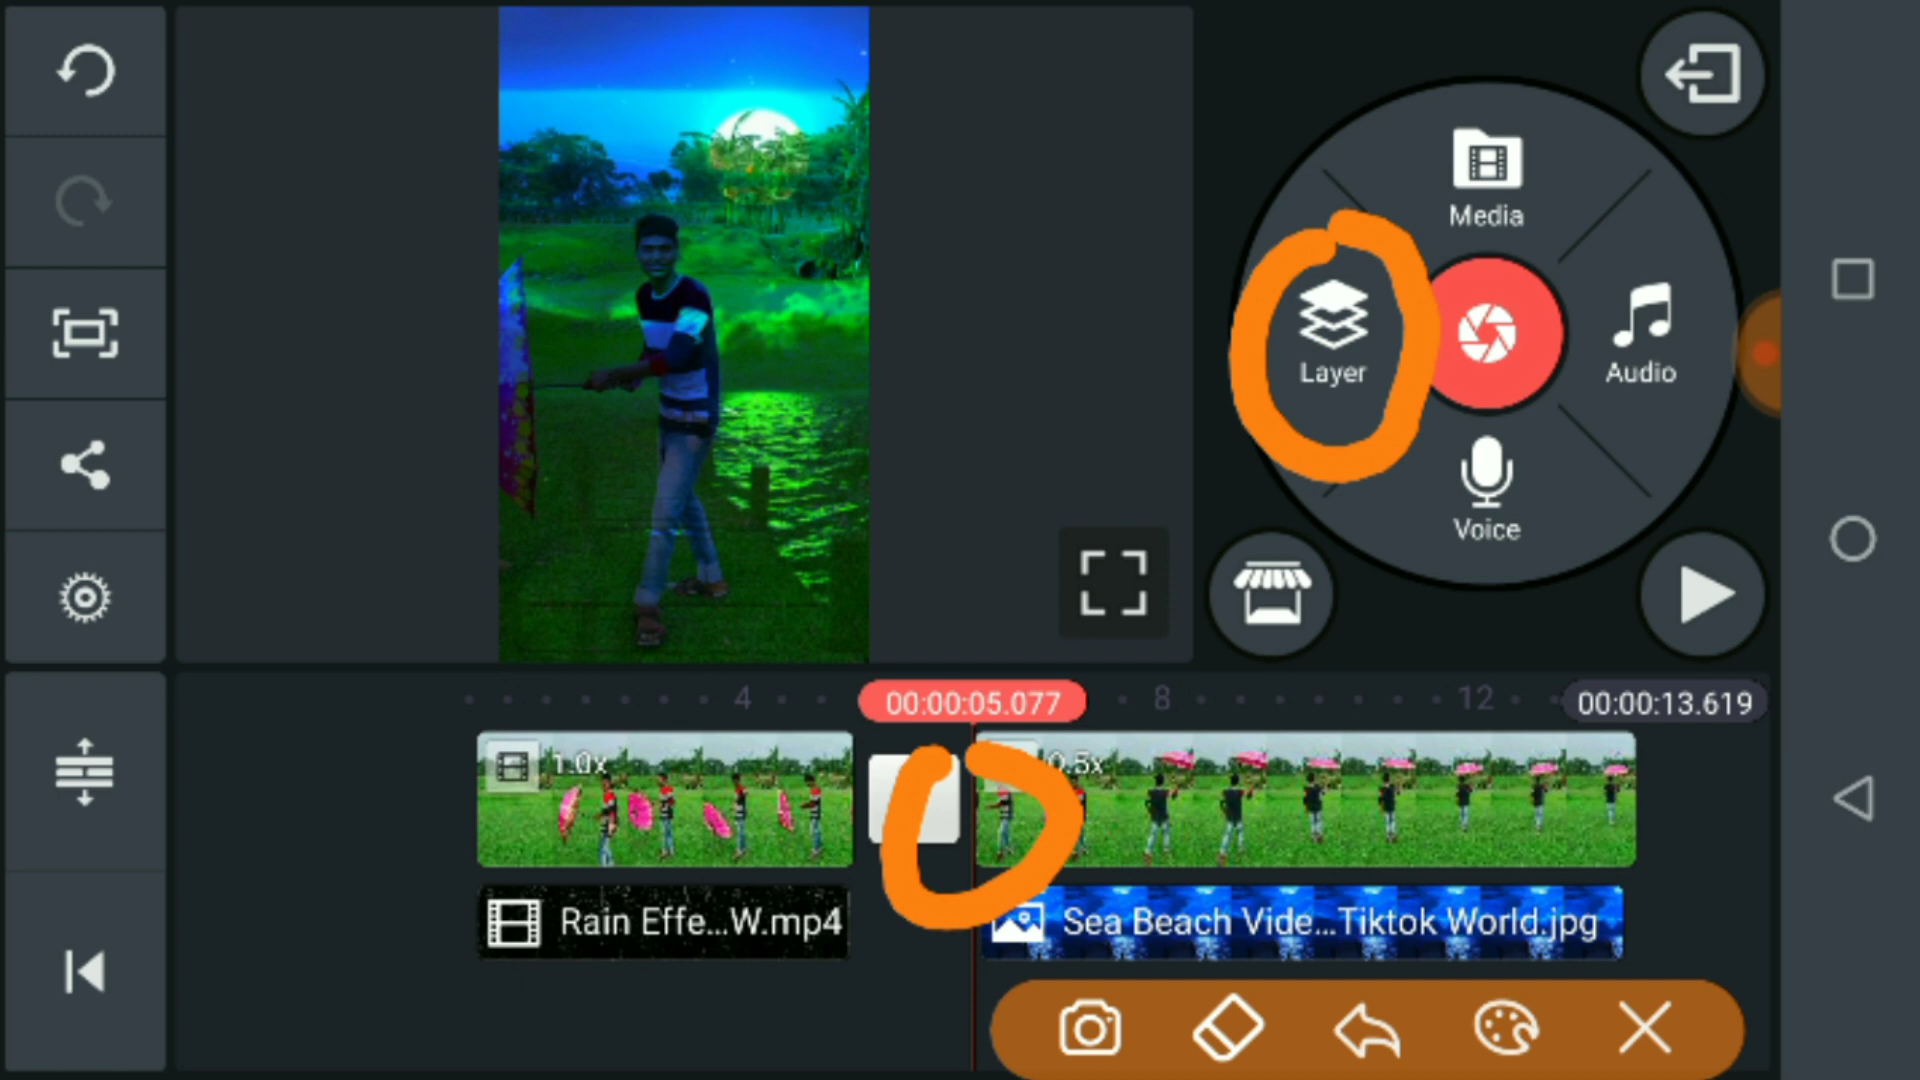 Media
Layer
Audio
Voice
4
00:00:05.077
8
12
00:00:13.619
1.0x
0.5x
Rain Effe...W.mp4
Sea Beach Vide...Tiktok World.jpg